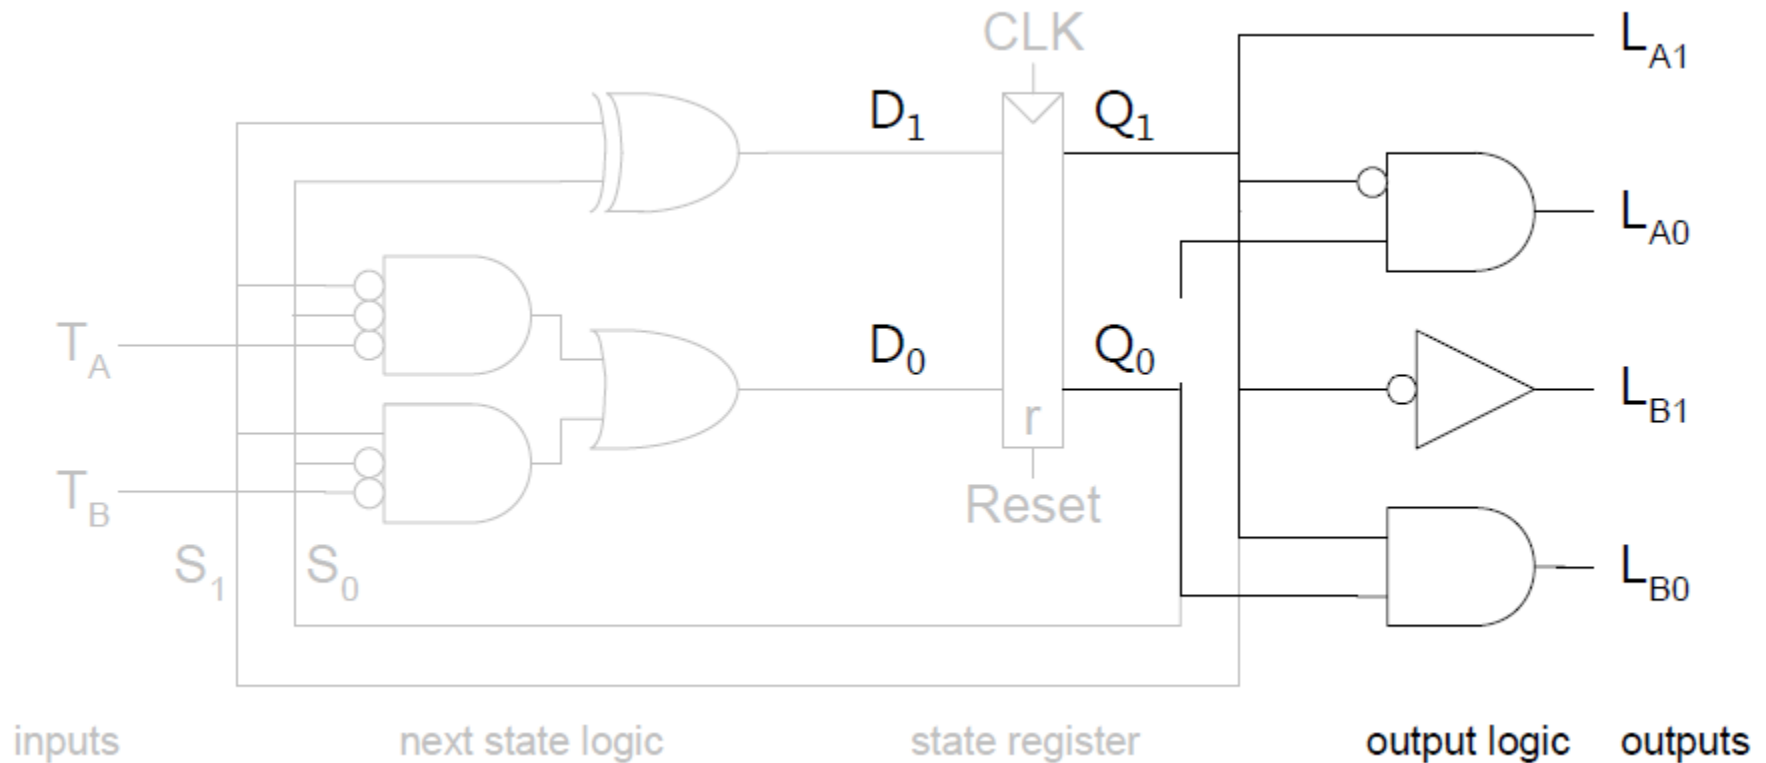 CLK
L_A1
D_1
Q_1
L_A0
T_A
D_0
Q_0
L_B1
r
T_B
Reset
S_1
S_0
L_B0
inputs
next state logic
state register
output logic
outputs